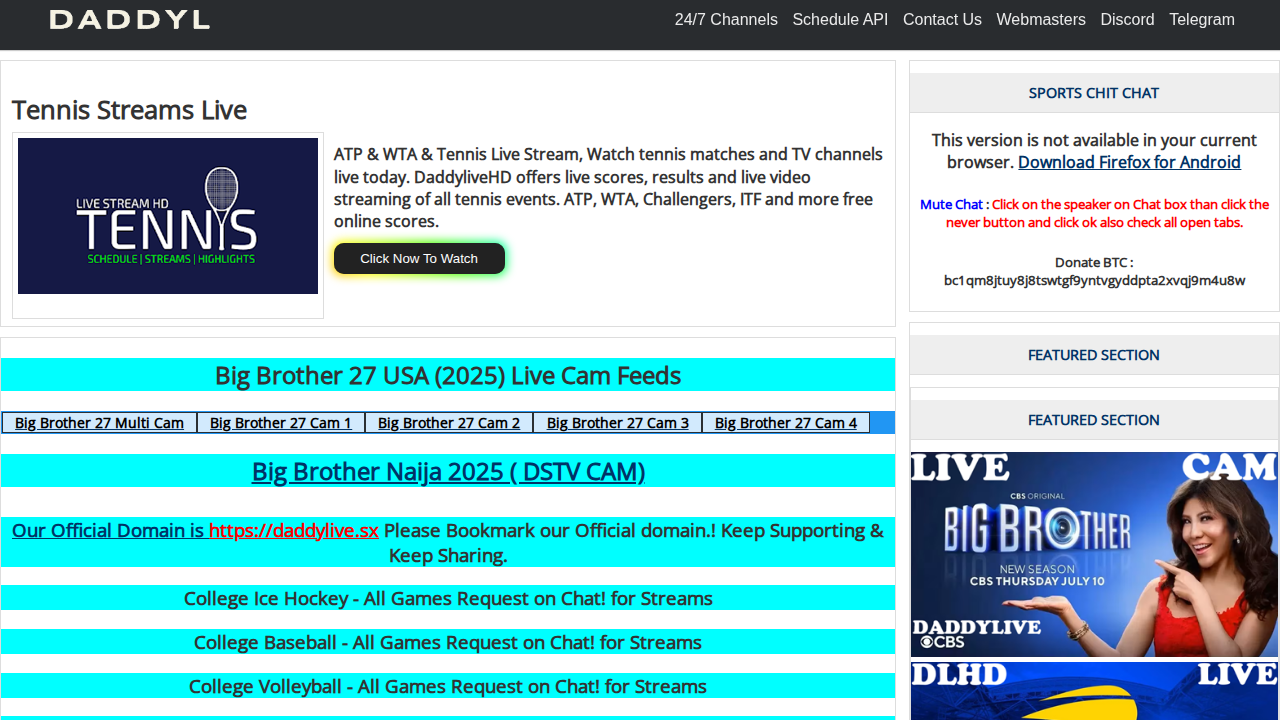 DADDYL
24/7 Channels Schedule API Contact Us Webmasters Discord Telegram
Tennis Streams Live
LIVE STREAM HD
TENNIS
SCHEDULE | STREAMS | HIGHLIGHTS
ATP & WTA & Tennis Live Stream, Watch tennis matches and TV channels
live today. DaddyliveHD offers live scores, results and live video
streaming of all tennis events. ATP, WTA, Challengers, ITF and more free
online scores.
Click Now To Watch
Big Brother 27 USA (2025) Live Cam Feeds
Big Brother 27 Multi Cam Big Brother 27 Cam 1 Big Brother 27 Cam 2 Big Brother 27 Cam 3 Big Brother 27 Cam 4
Big Brother Naija 2025 ( DSTV CAM)
Our Official Domain is https://daddylive.sx Please Bookmark our Official domain.! Keep Supporting &
Keep Sharing.
College Ice Hockey - All Games Request on Chat! for Streams
College Baseball - All Games Request on Chat! for Streams
College Volleyball - All Games Request on Chat! for Streams
SPORTS CHIT CHAT
This version is not available in your current
browser. Download Firefox for Android
Mute Chat : Click on the speaker on Chat box than click the
never button and click ok also check all open tabs.
Donate BTC :
bc1qm8jtuy8j8tswtgf9yntvgyddpta2xvqj9m4u8w
FEATURED SECTION
FEATURED SECTION
LIVE CAM
CBS ORIGINAL
BIG BROTHER
NEW SEASON
CBS THURSDAY JULY 10
DADDYLIVE
CBS
DLHD LIVE